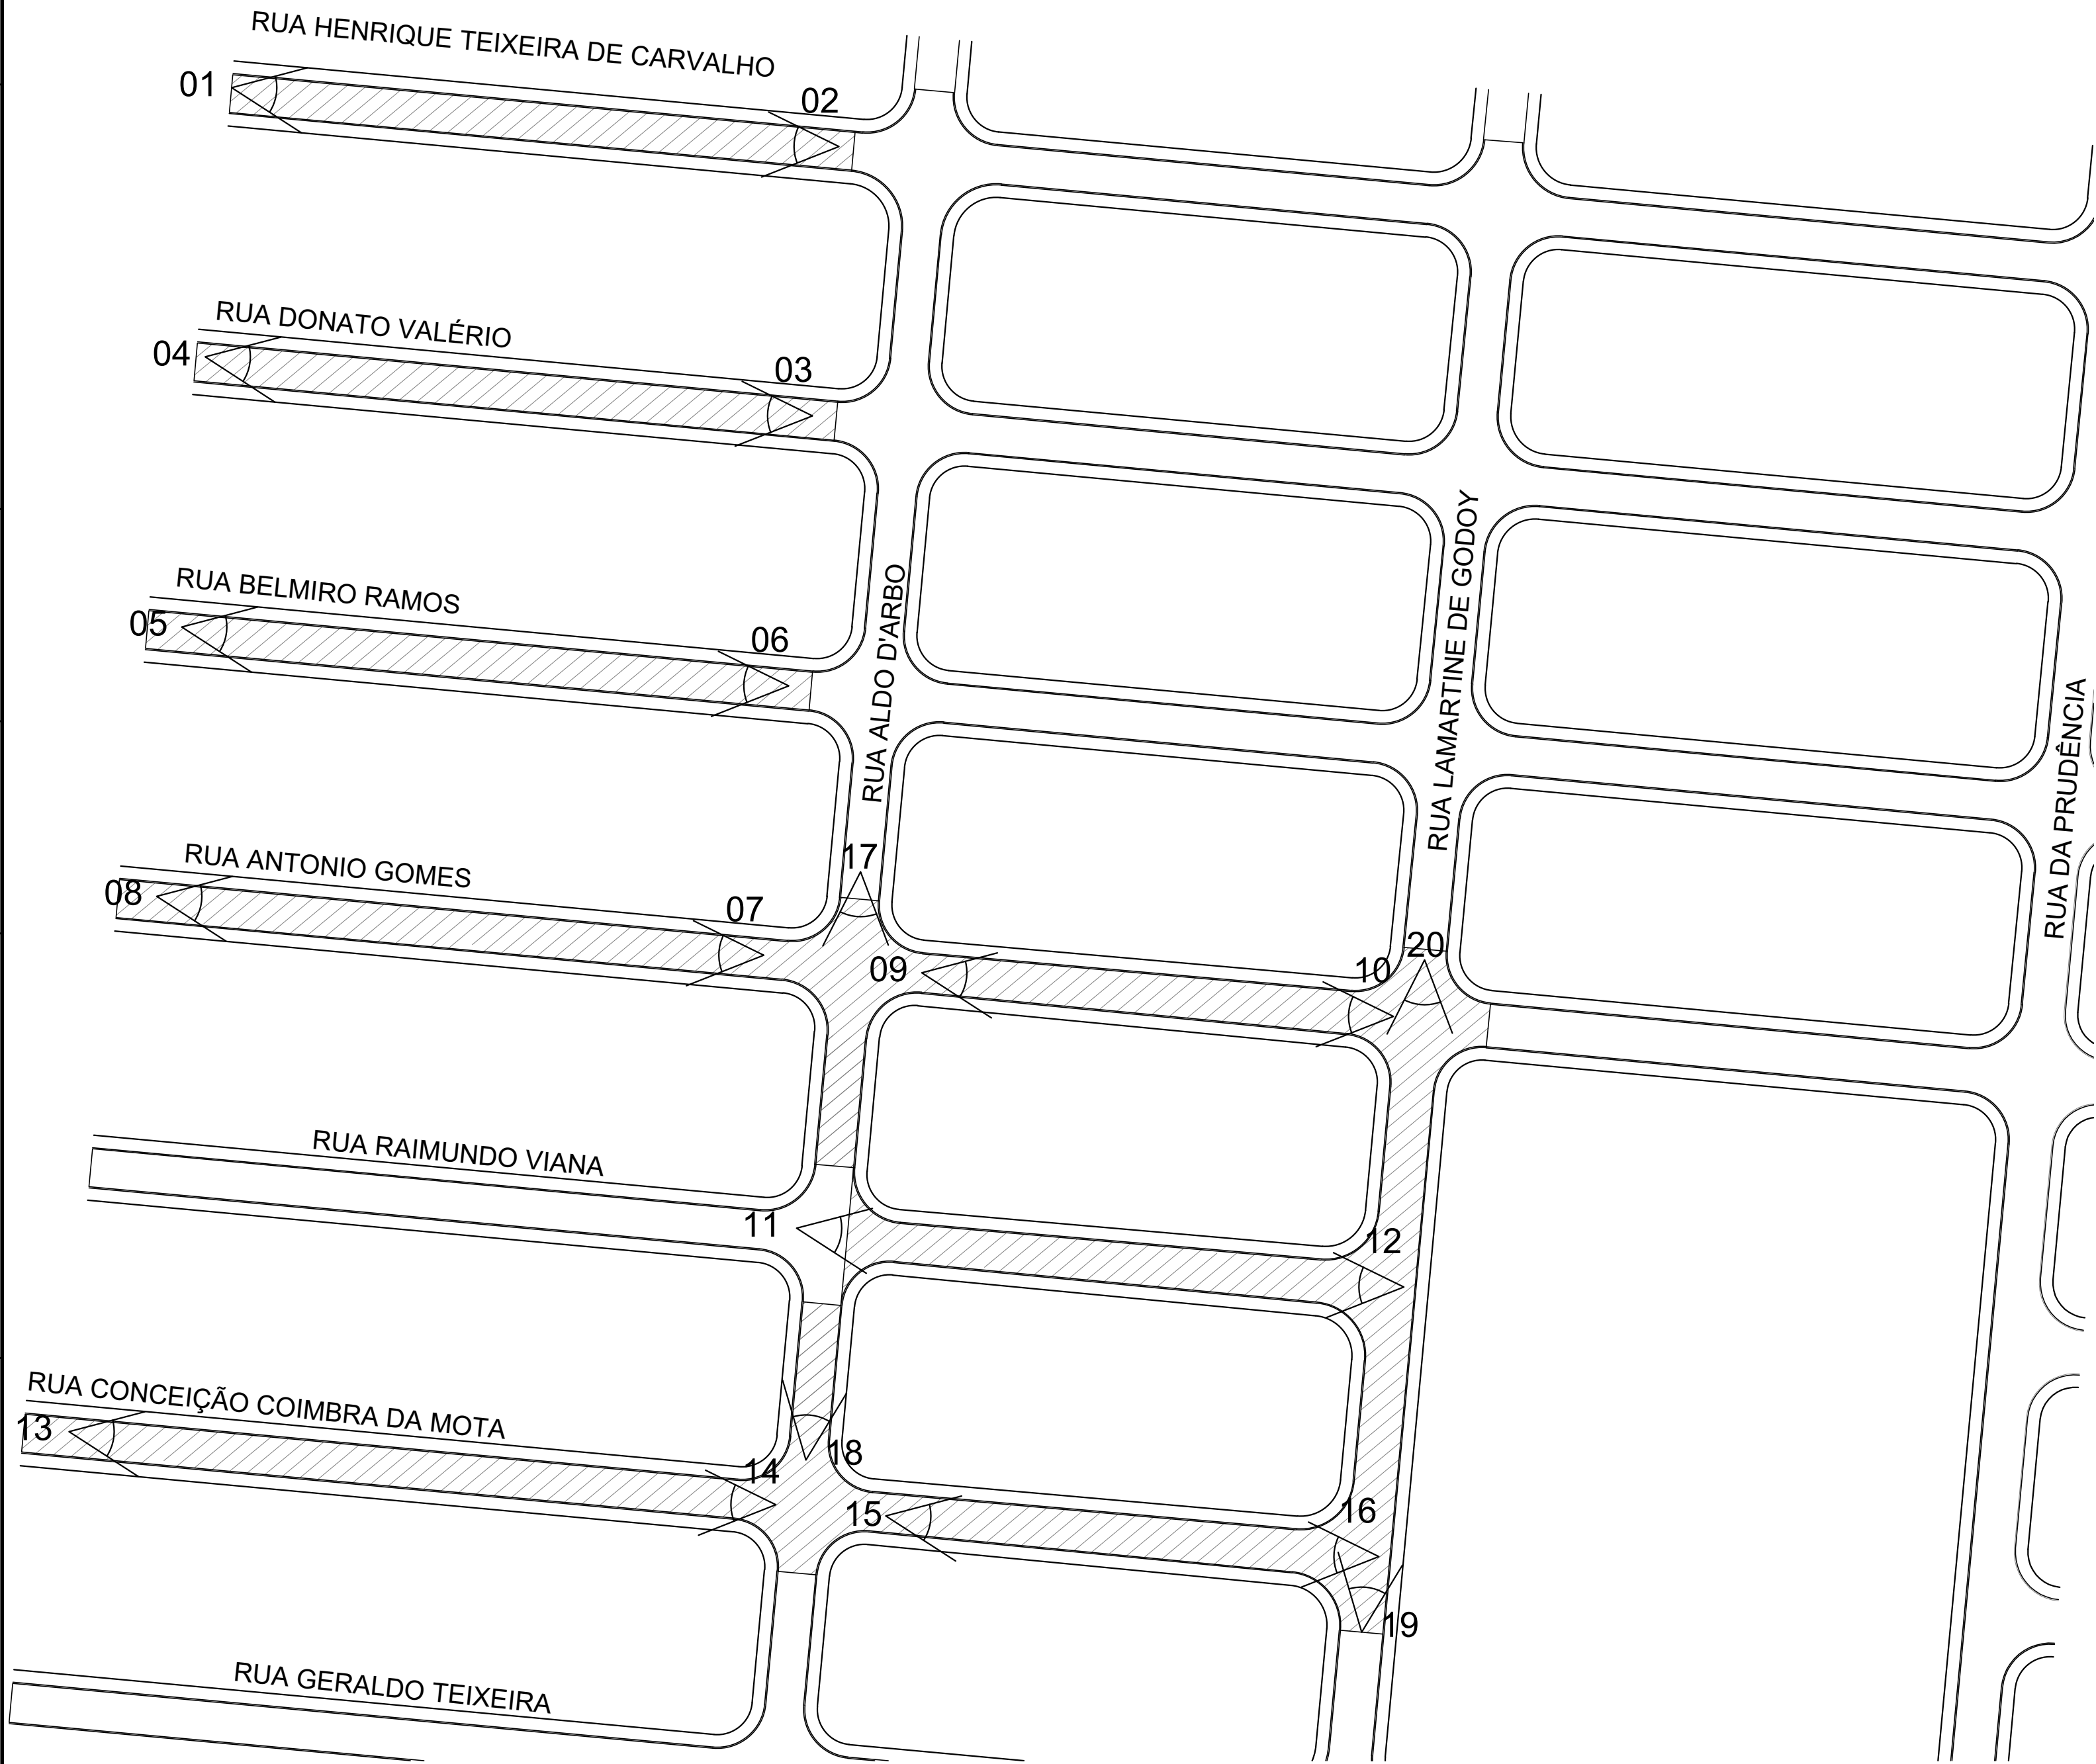 RUA HENRIQUE TEIXEIRA DE CARVALHO
01
02
RUA DONATO VALÉRIO
04
03
RUA BELMIRO RAMOS
05
06
RUA ALDO D'ARBO
RUA LAMARTINE DE GODOY
RUA DA PRUDÊNCIA
RUA ANTONIO GOMES
17
08
07
09
10
20
RUA RAIMUNDO VIANA
11
12
RUA CONCEIÇÃO COIMBRA DA MOTA
13
14
18
15
16
19
RUA GERALDO TEIXEIRA